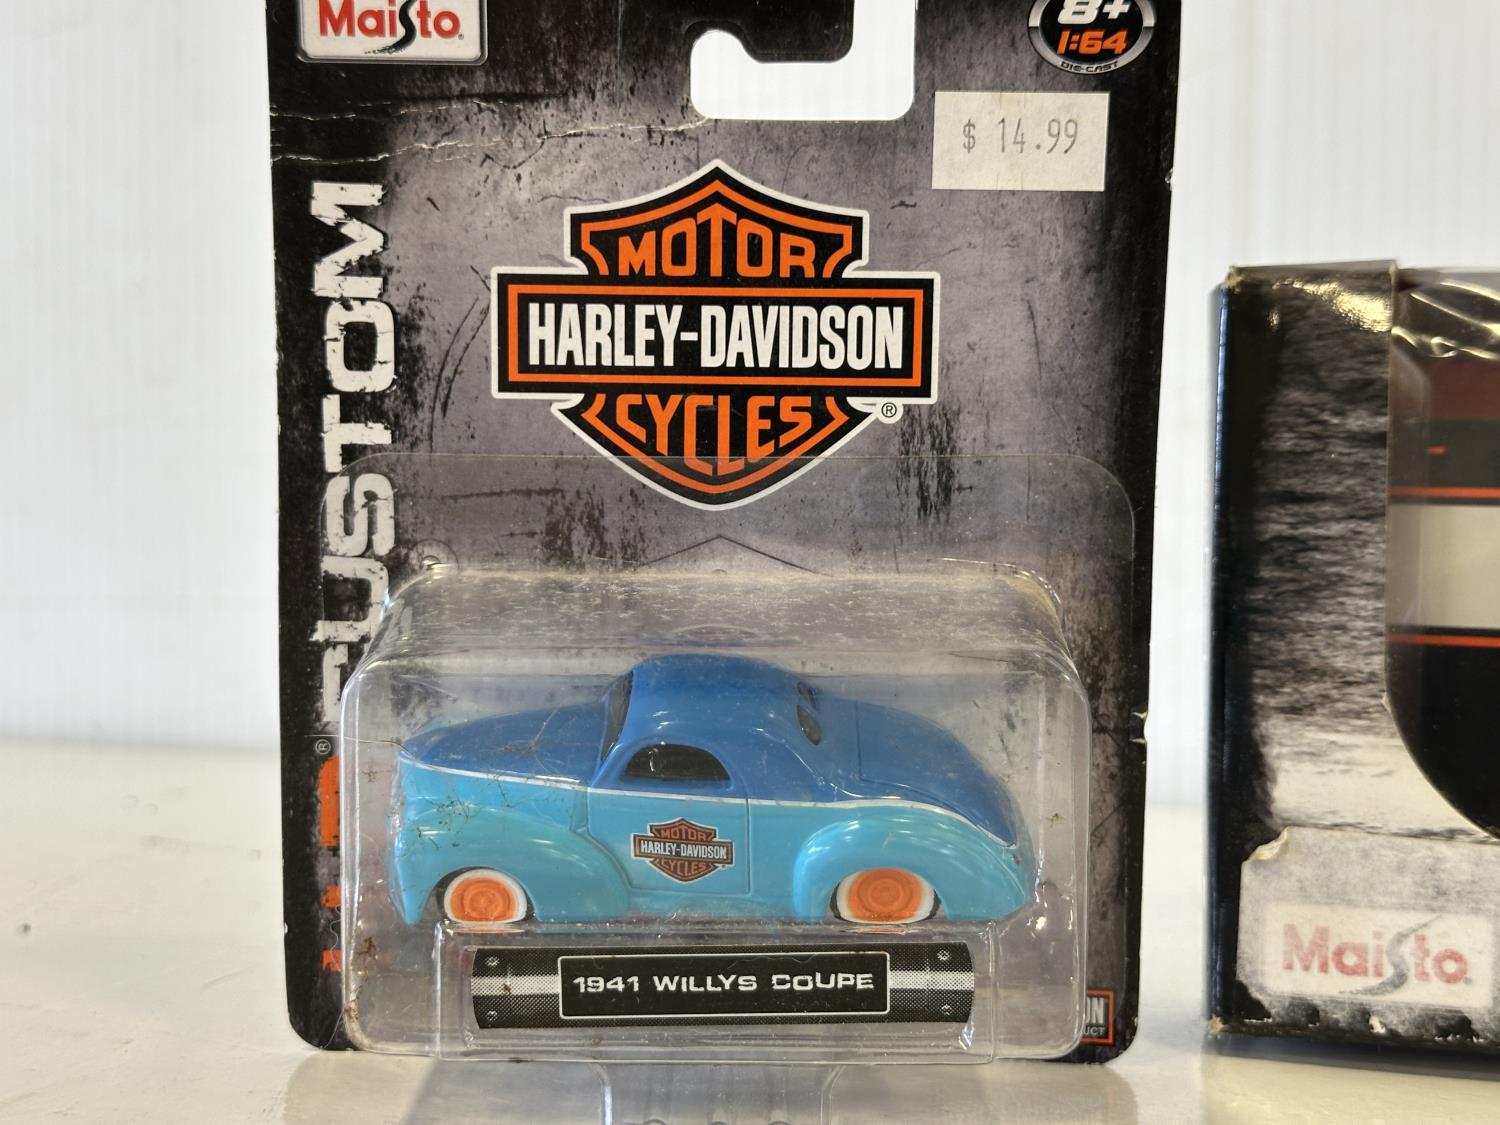 Maisto
8+
1:64
DIE-CAST
$ 14.99
CUSTOM
MOTOR
HARLEY-DAVIDSON
CYCLES
®
MOTOR
HARLEY-DAVIDSON
CYCLES
1941 WILLYS COUPE
Maisto